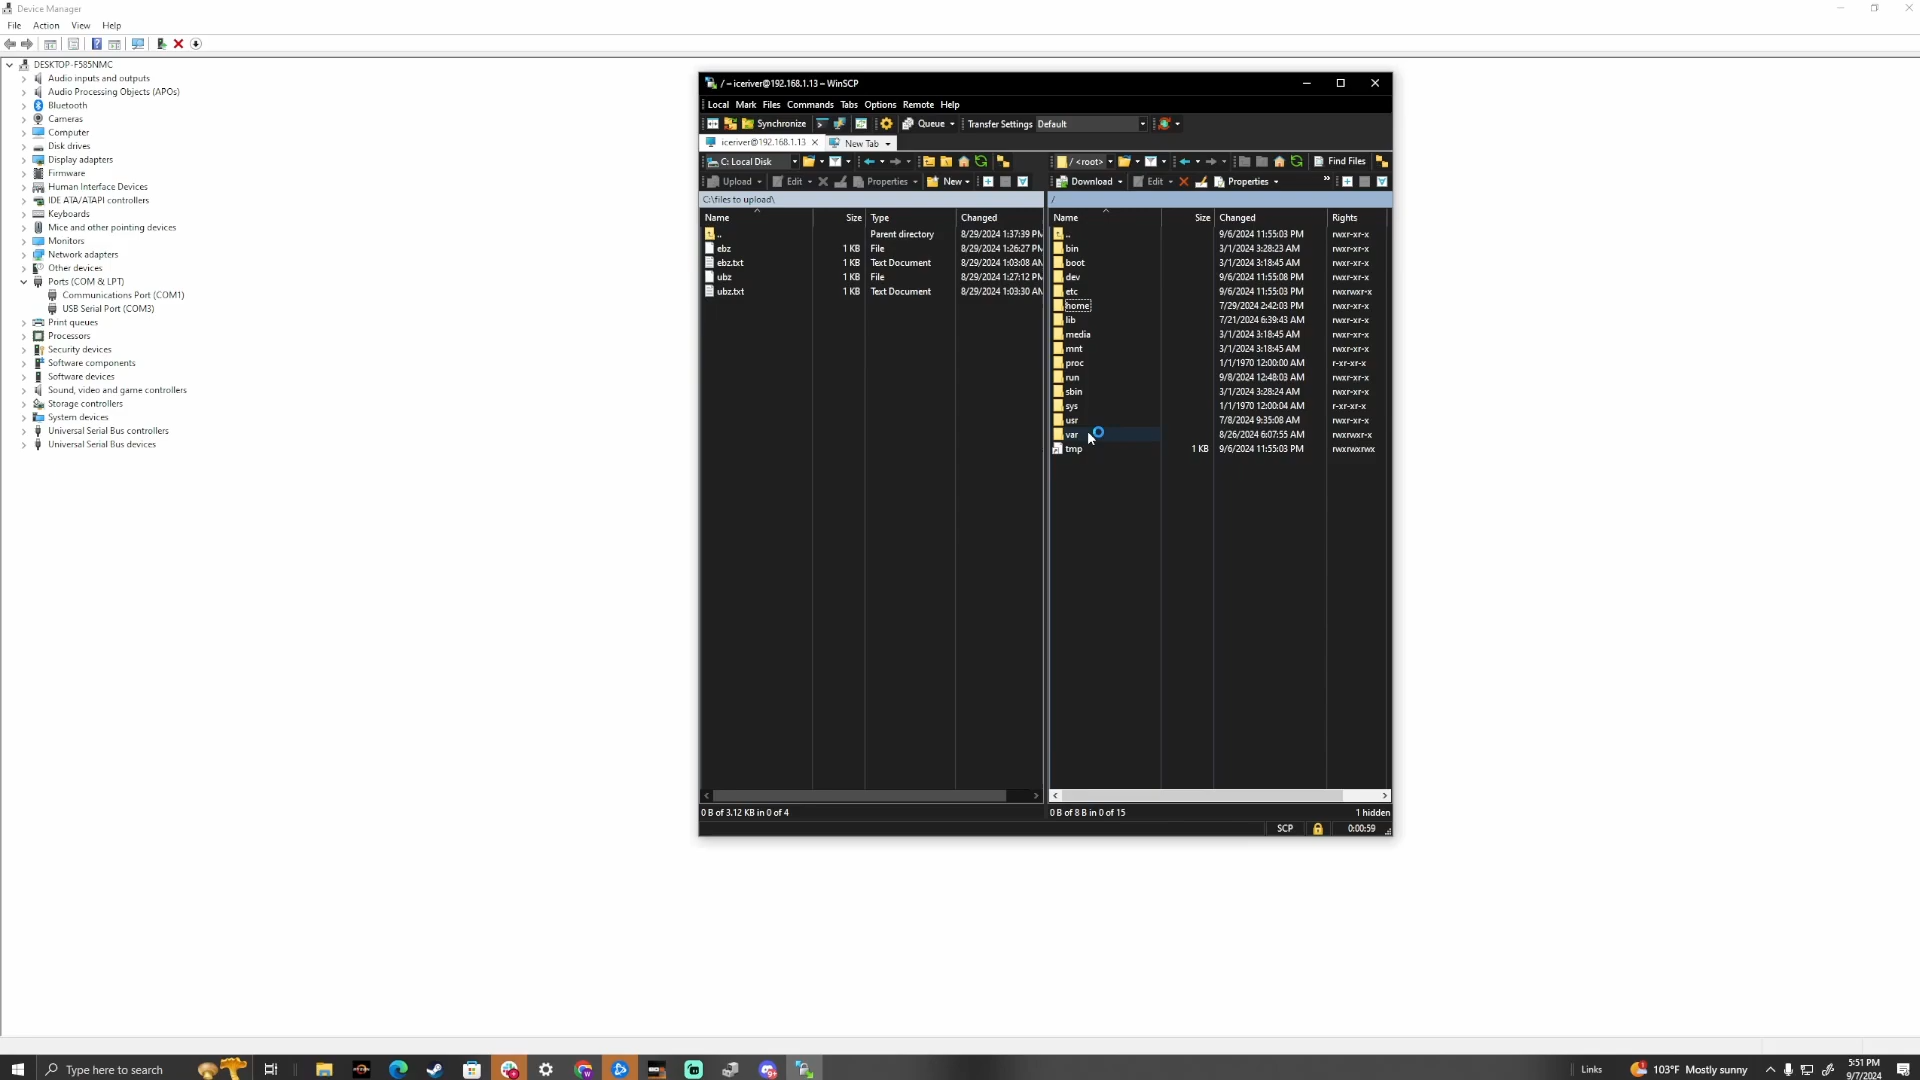 Device Manager
File Action View Help
DESKTOP-F585NMC
Audio inputs and outputs
Audio Processing Objects (APOs)
Bluetooth
Cameras
Computer
Disk drives
Display adapters
Firmware
Human Interface Devices
IDE ATA/ATAPI controllers
Keyboards
Mice and other pointing devices
Monitors
Network adapters
Other devices
Ports (COM & LPT)
Communications Port (COM1)
USB Serial Port (COM3)
Print queues
Processors
Security devices
Software components
Software devices
Sound, video and game controllers
Storage controllers
System devices
Universal Serial Bus controllers
Universal Serial Bus devices
/ – iceriver@192.168.1.13 – WinSCP
Local Mark Files Commands Tabs Options Remote Help
Synchronize Queue Transfer Settings Default
iceriver@192.168.1.13 × New Tab
C: Local Disk
Upload Edit Properties New
C:\files to upload\
Name Size Type Changed
.. Parent directory 8/29/2024 1:37:39 PM
ebz 1 KB File 8/29/2024 1:26:27 PM
ebz.txt 1 KB Text Document 8/29/2024 1:03:08 AM
ubz 1 KB File 8/29/2024 1:27:12 PM
ubz.txt 1 KB Text Document 8/29/2024 1:03:30 AM
0 B of 3.12 KB in 0 of 4
/ <root> Find Files
Download Edit Properties »
/
Name Size Changed Rights
.. 9/6/2024 11:55:03 PM rwxr-xr-x
bin 3/1/2024 3:28:23 AM rwxr-xr-x
boot 3/1/2024 3:18:45 AM rwxr-xr-x
dev 9/6/2024 11:55:08 PM rwxr-xr-x
etc 9/6/2024 11:55:03 PM rwxrwxr-x
home 7/29/2024 2:42:03 PM rwxr-xr-x
lib 7/21/2024 6:39:43 AM rwxr-xr-x
media 3/1/2024 3:18:45 AM rwxr-xr-x
mnt 3/1/2024 3:18:45 AM rwxr-xr-x
proc 1/1/1970 12:00:00 AM r-xr-xr-x
run 9/8/2024 12:48:03 AM rwxr-xr-x
sbin 3/1/2024 3:28:24 AM rwxr-xr-x
sys 1/1/1970 12:00:04 AM r-xr-xr-x
usr 7/8/2024 9:35:08 AM rwxr-xr-x
var 8/26/2024 6:07:55 AM rwxrwxr-x
tmp 1 KB 9/6/2024 11:55:03 PM rwxrwxrwx
0 B of 8 B in 0 of 15 1 hidden
SCP 0:00:59
Type here to search
Links 103°F Mostly sunny
5:51 PM
9/7/2024